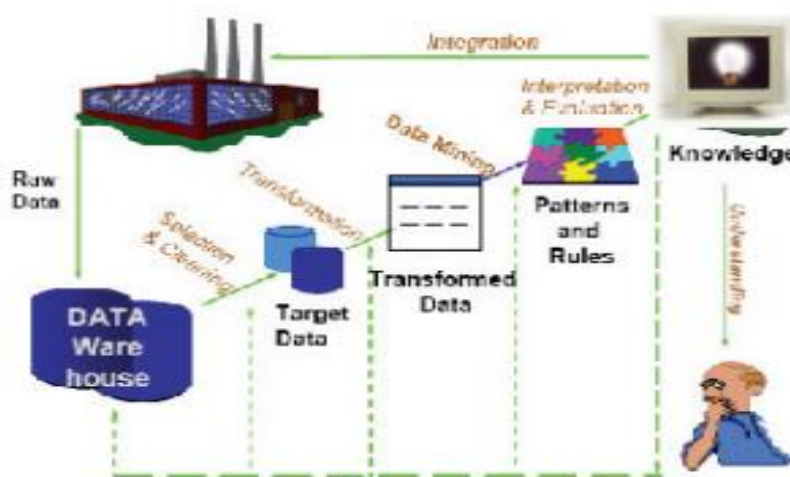 Integration
Interpretation
& Evaluation
Data Mining
Knowledge
Raw
Data
Transformation
Selection
& Cleaning
Patterns
and
Rules
Understanding
Transformed
Data
Target
Data
DATA
Ware
house